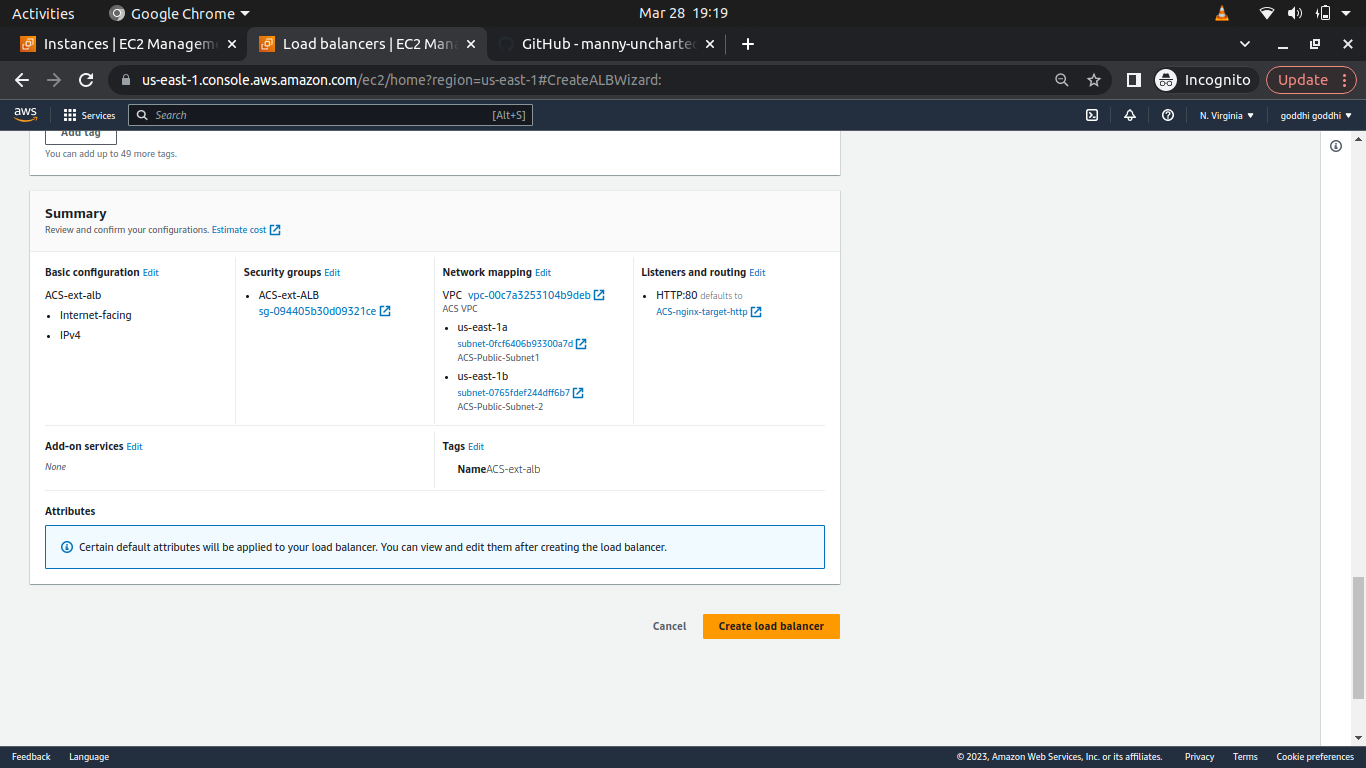 Activities Google Chrome Mar 28 19:19
Instances | EC2 Managem Load balancers | EC2 Man GitHub - manny-uncharte
us-east-1.console.aws.amazon.com/ec2/home?region=us-east-1#CreateALBWizard: Incognito Update
aws Services Search [Alt+S] N. Virginia goddhi goddhi
Add tag
You can add up to 49 more tags.
Summary
Review and confirm your configurations. Estimate cost
Basic configuration Edit
ACS-ext-alb
• Internet-facing
• IPv4
Security groups Edit
• ACS-ext-ALB
sg-094405b30d09321ce
Network mapping Edit
VPC vpc-00c7a3253104b9deb
ACS VPC
• us-east-1a
subnet-0fcf6406b93300a7d
ACS-Public-Subnet1
• us-east-1b
subnet-0765fdef244dff6b7
ACS-Public-Subnet-2
Listeners and routing Edit
• HTTP:80 defaults to
ACS-nginx-target-http
Add-on services Edit
None
Tags Edit
NameACS-ext-alb
Attributes
Certain default attributes will be applied to your load balancer. You can view and edit them after creating the load balancer.
Cancel Create load balancer
Feedback Language © 2023, Amazon Web Services, Inc. or its affiliates. Privacy Terms Cookie preferences